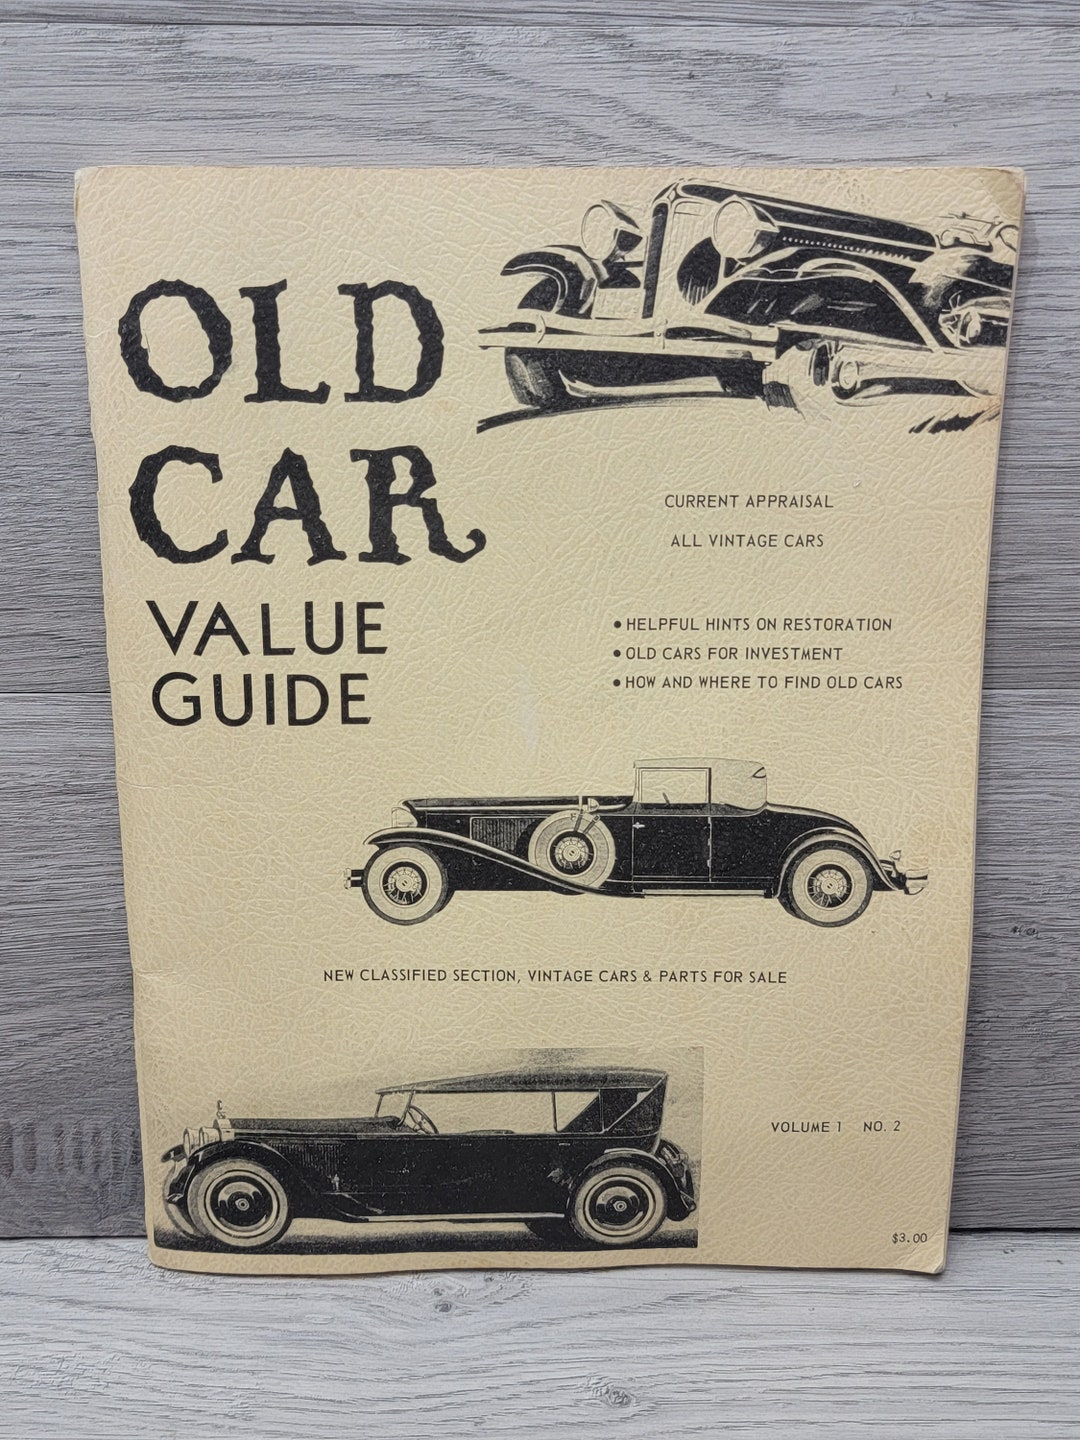 OLD
CAR
VALUE
GUIDE
CURRENT APPRAISAL
ALL VINTAGE CARS
• HELPFUL HINTS ON RESTORATION
• OLD CARS FOR INVESTMENT
• HOW AND WHERE TO FIND OLD CARS
NEW CLASSIFIED SECTION, VINTAGE CARS & PARTS FOR SALE
VOLUME 1 NO. 2
$3.00